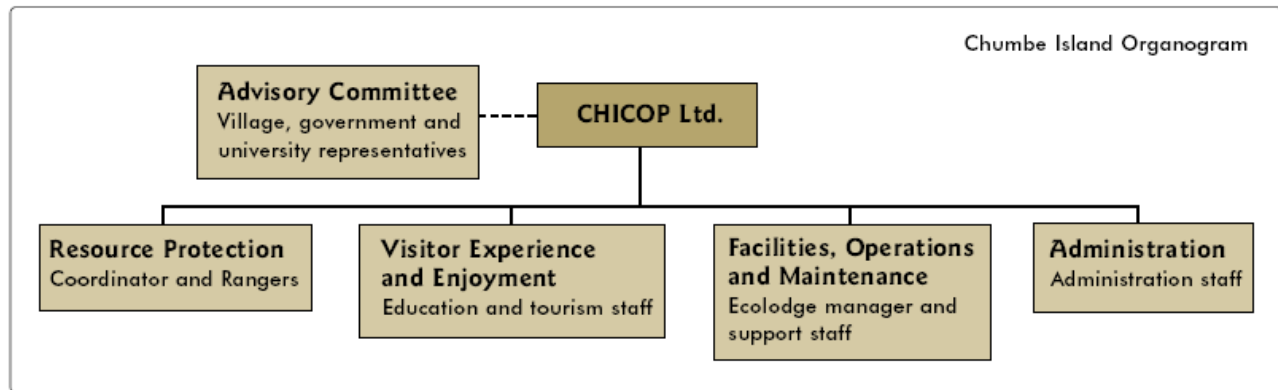 Chumbe Island Organogram
Advisory Committee
Village, government and
university representatives
CHICOP Ltd.
Resource Protection
Coordinator and Rangers
Visitor Experience
and Enjoyment
Education and tourism staff
Facilities, Operations
and Maintenance
Ecolodge manager and
support staff
Administration
Administration staff